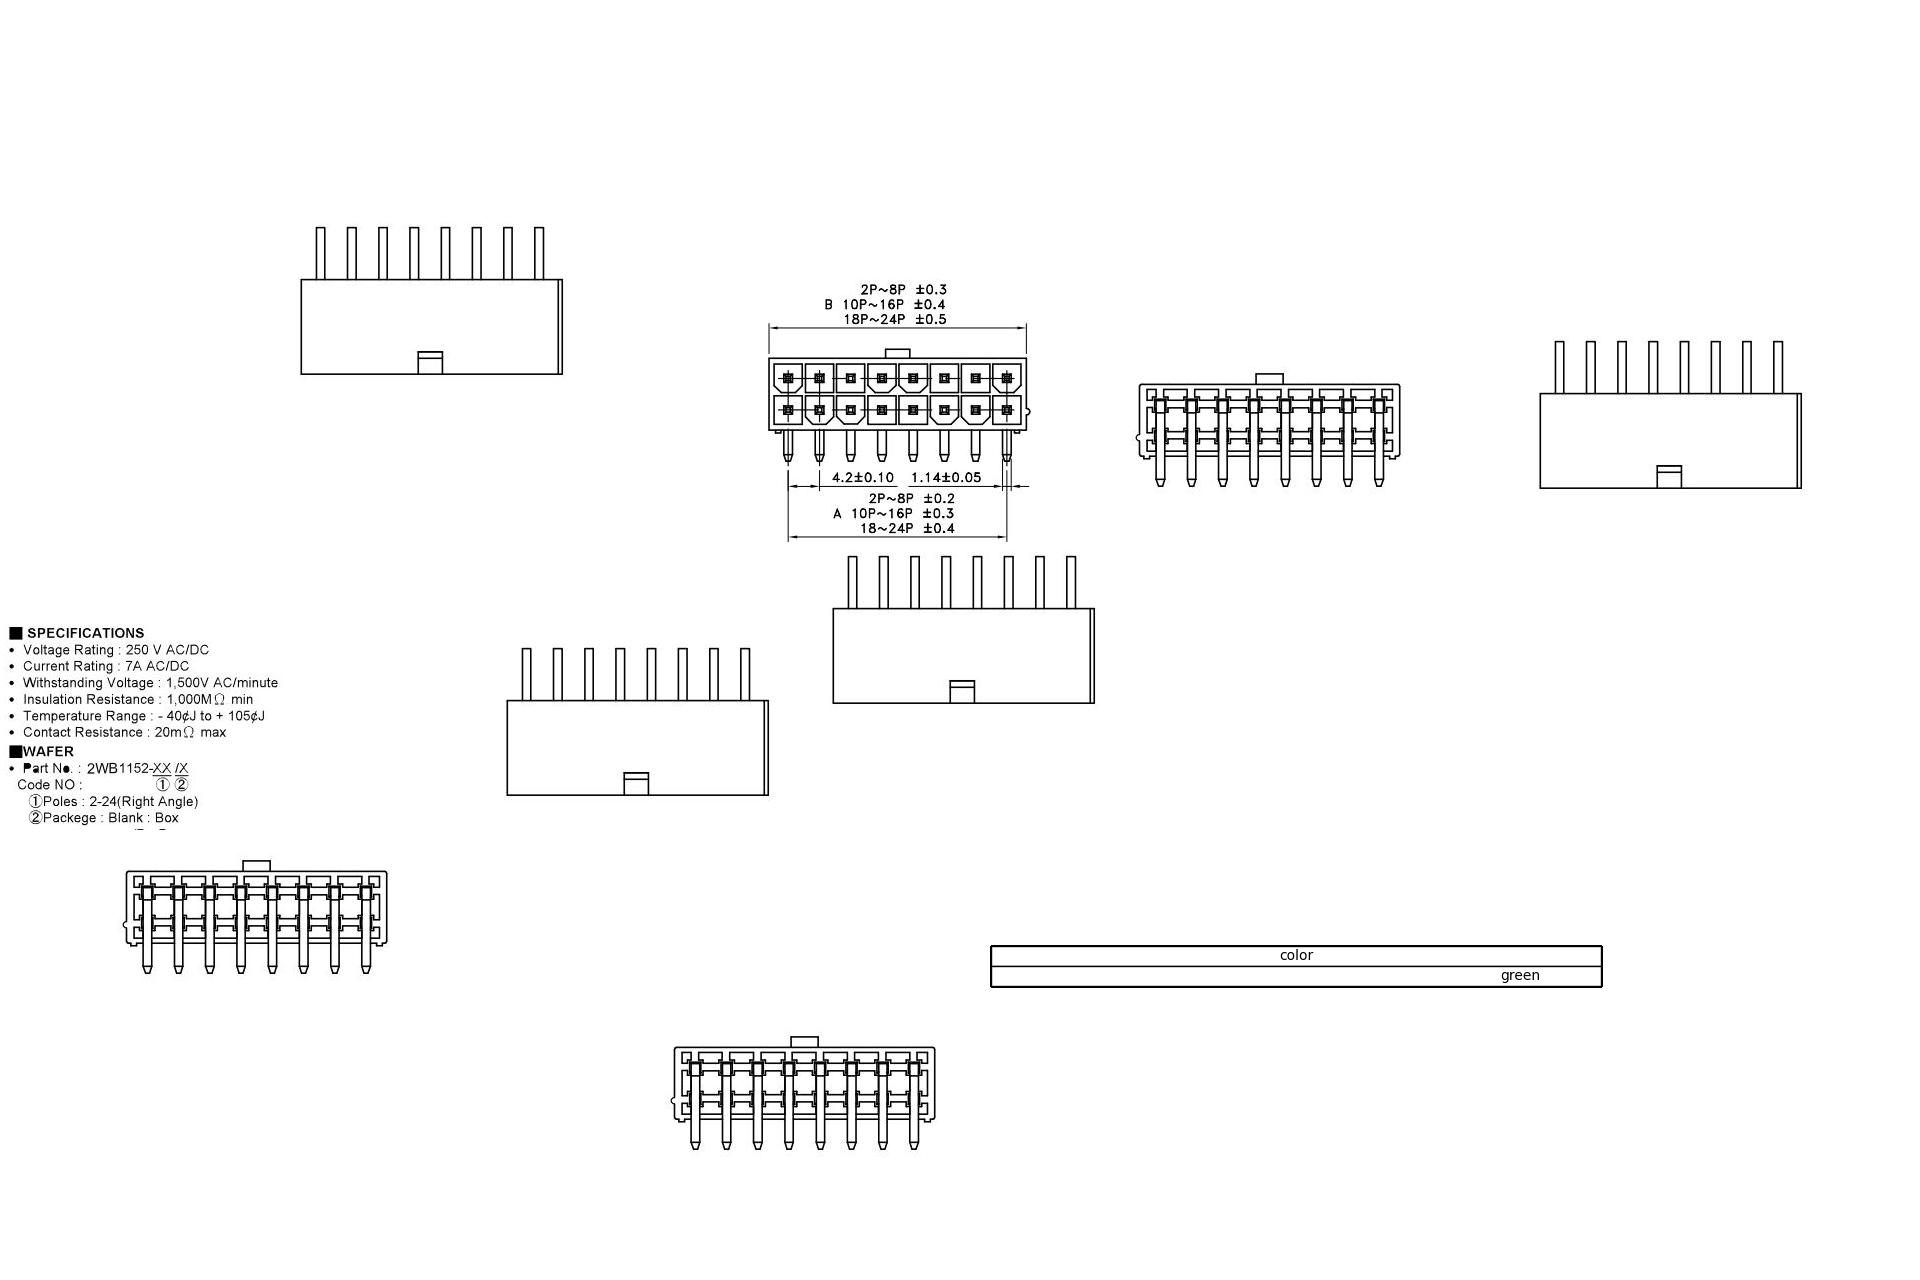 2P~8P ±0.3
B 10P~16P ±0.4
18P~24P ±0.5
4.2±0.10 1.14±0.05
2P~8P ±0.2
A 10P~16P ±0.3
18~24P ±0.4
■ SPECIFICATIONS
• Voltage Rating : 250 V AC/DC
• Current Rating : 7A AC/DC
• Withstanding Voltage : 1,500V AC/minute
• Insulation Resistance : 1,000MΩ min
• Temperature Range : - 40¢J to + 105¢J
• Contact Resistance : 20mΩ max
■WAFER
• Part No. : 2WB1152-XX /X
Code NO : ① ②
①Poles : 2-24(Right Angle)
②Packege : Blank : Box
color
green